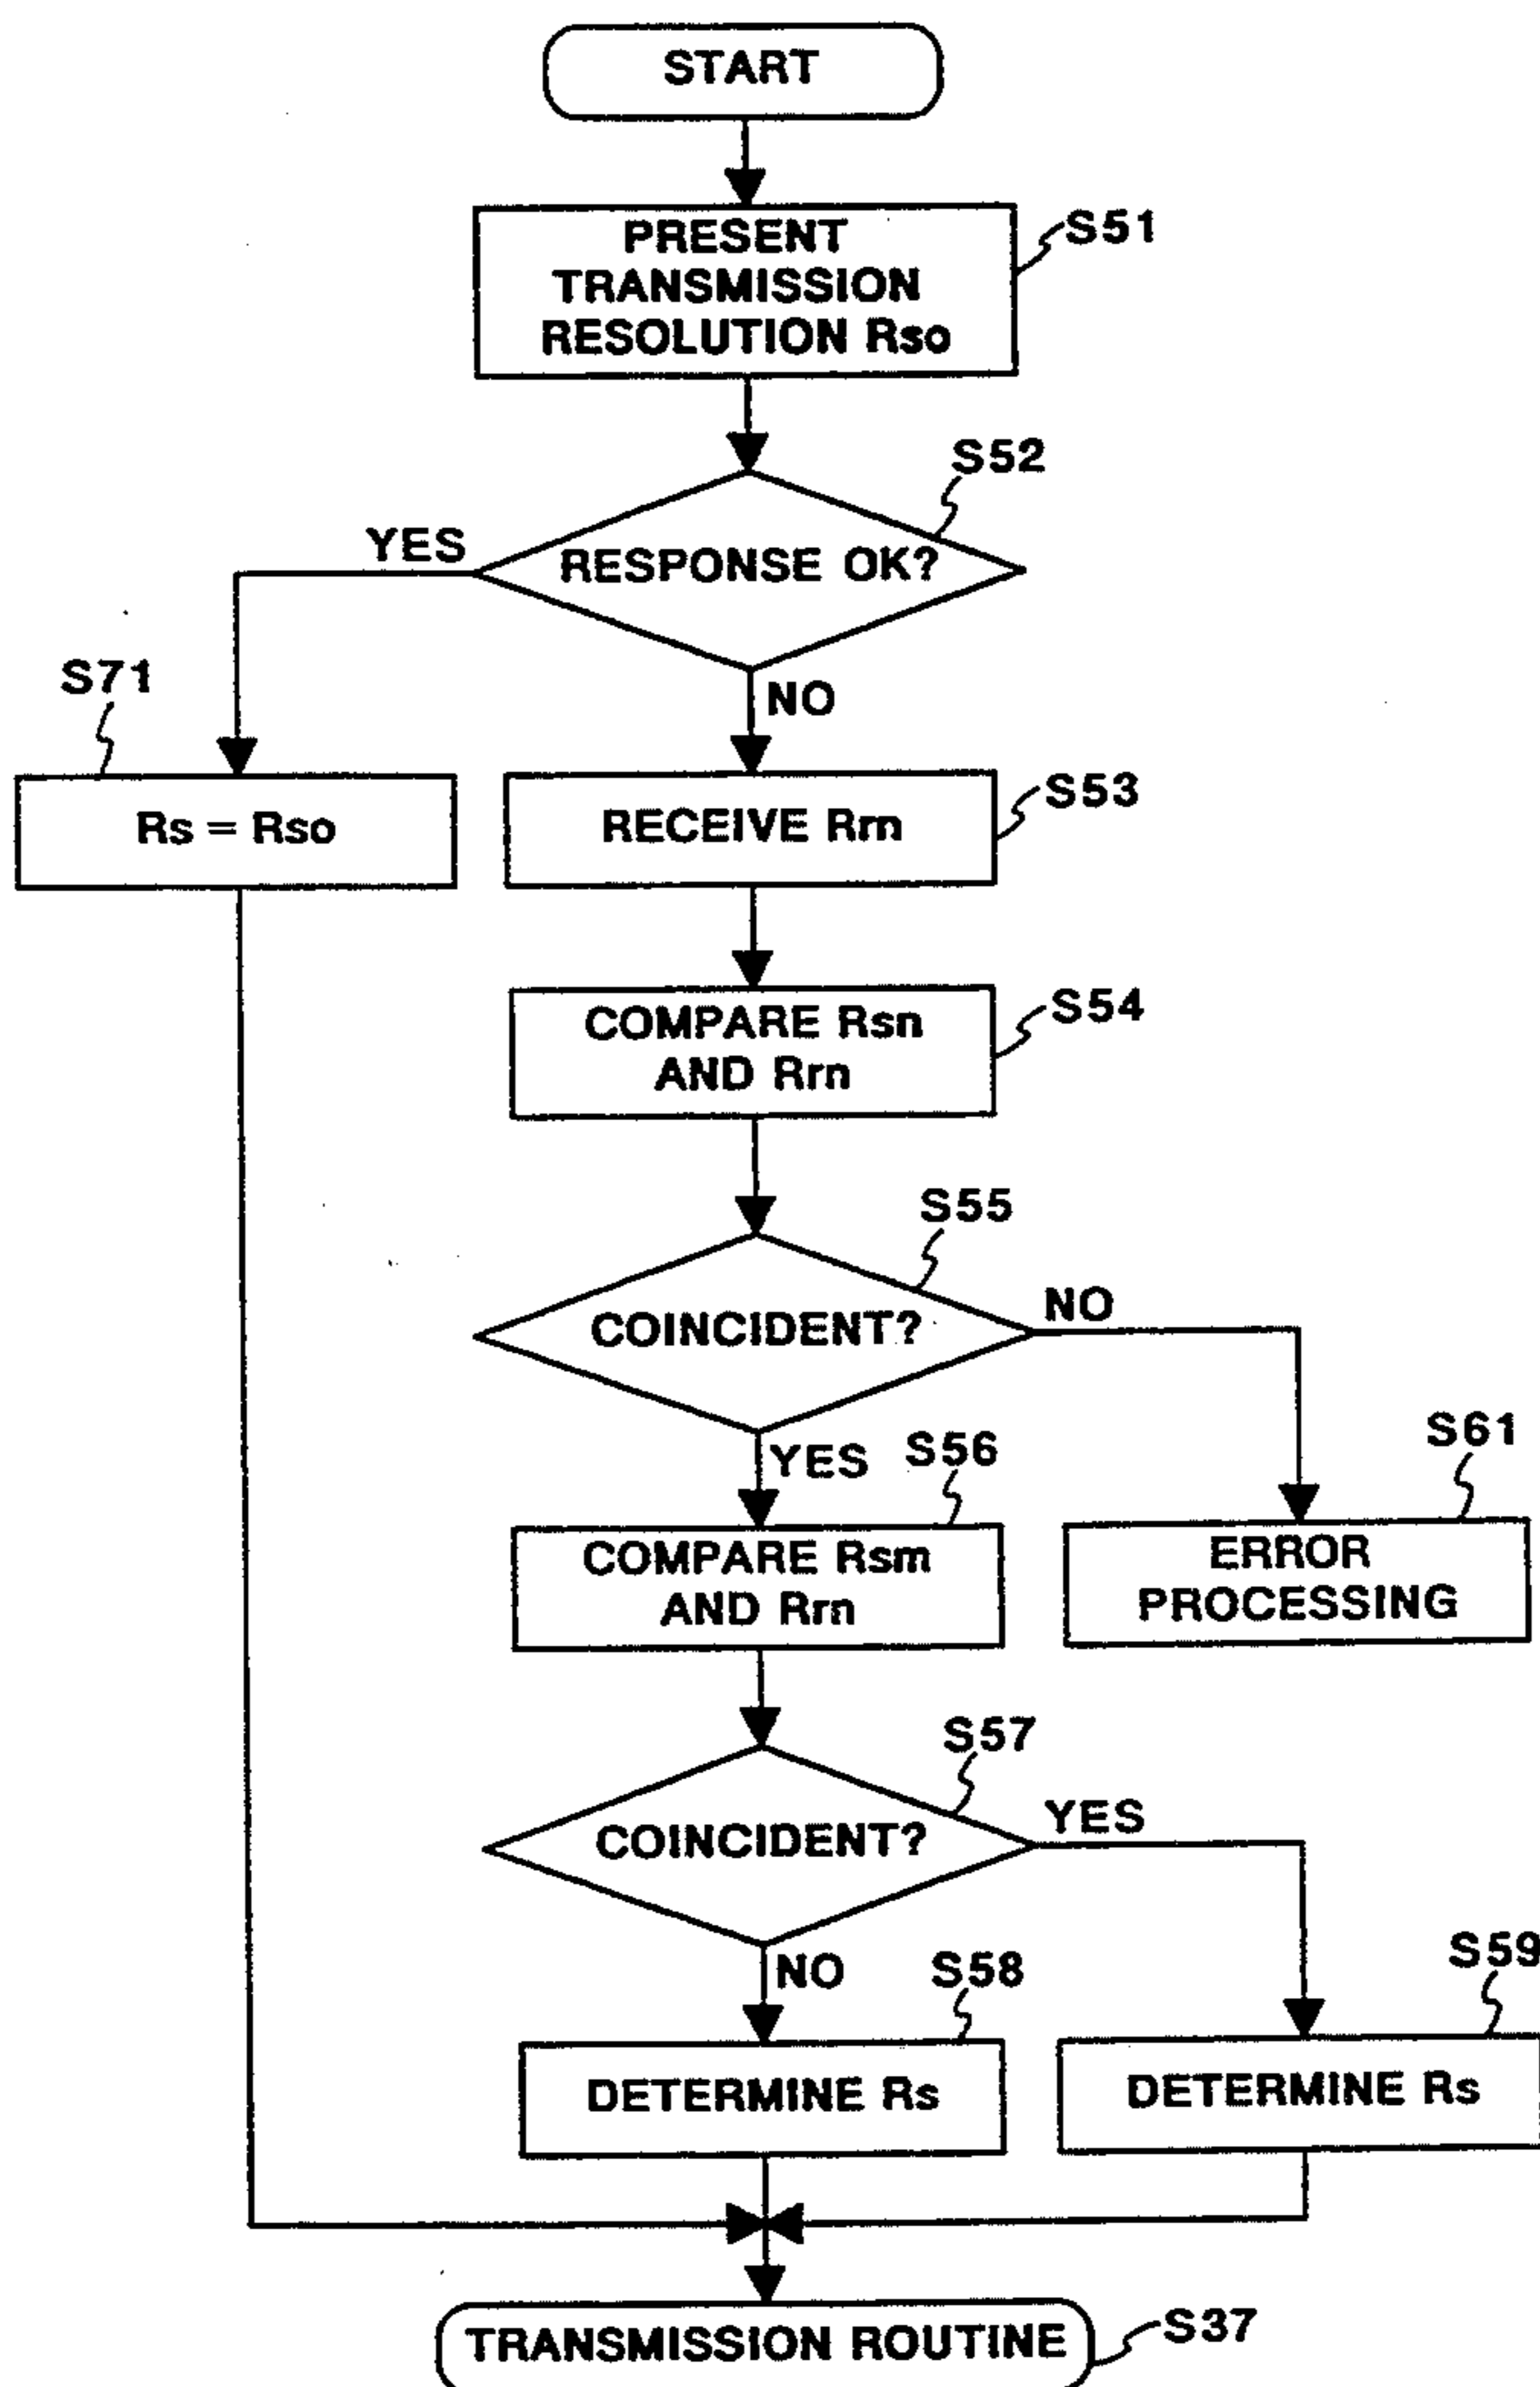 START
PRESENT
TRANSMISSION
RESOLUTION Rso
S51
S52
RESPONSE OK?
YES
NO
S71
Rs = Rso
RECEIVE Rrn
S53
COMPARE Rsn
AND Rrn
S54
S55
COINCIDENT?
NO
YES
S56
COMPARE Rsm
AND Rrn
S61
ERROR
PROCESSING
S57
COINCIDENT?
YES
NO
S58
DETERMINE Rs
S59
DETERMINE Rs
TRANSMISSION ROUTINE
S37